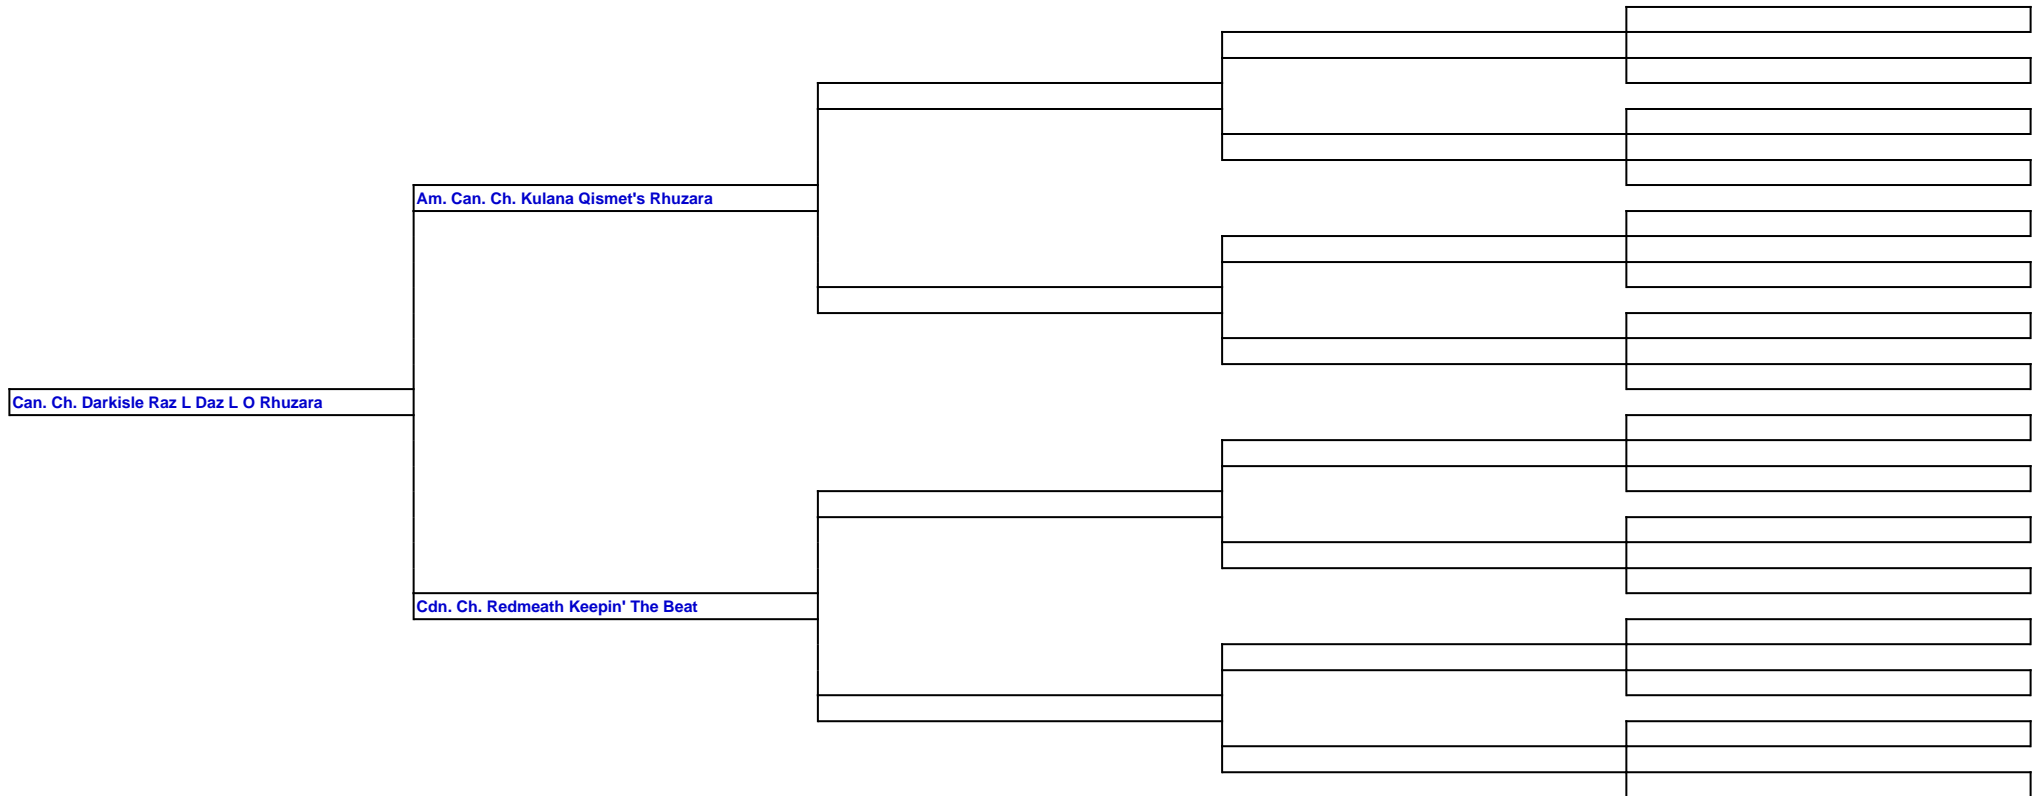 Am. Can. Ch. Kulana Qismet's Rhuzara
Can. Ch. Darkisle Raz L Daz L O Rhuzara
Cdn. Ch. Redmeath Keepin' The Beat